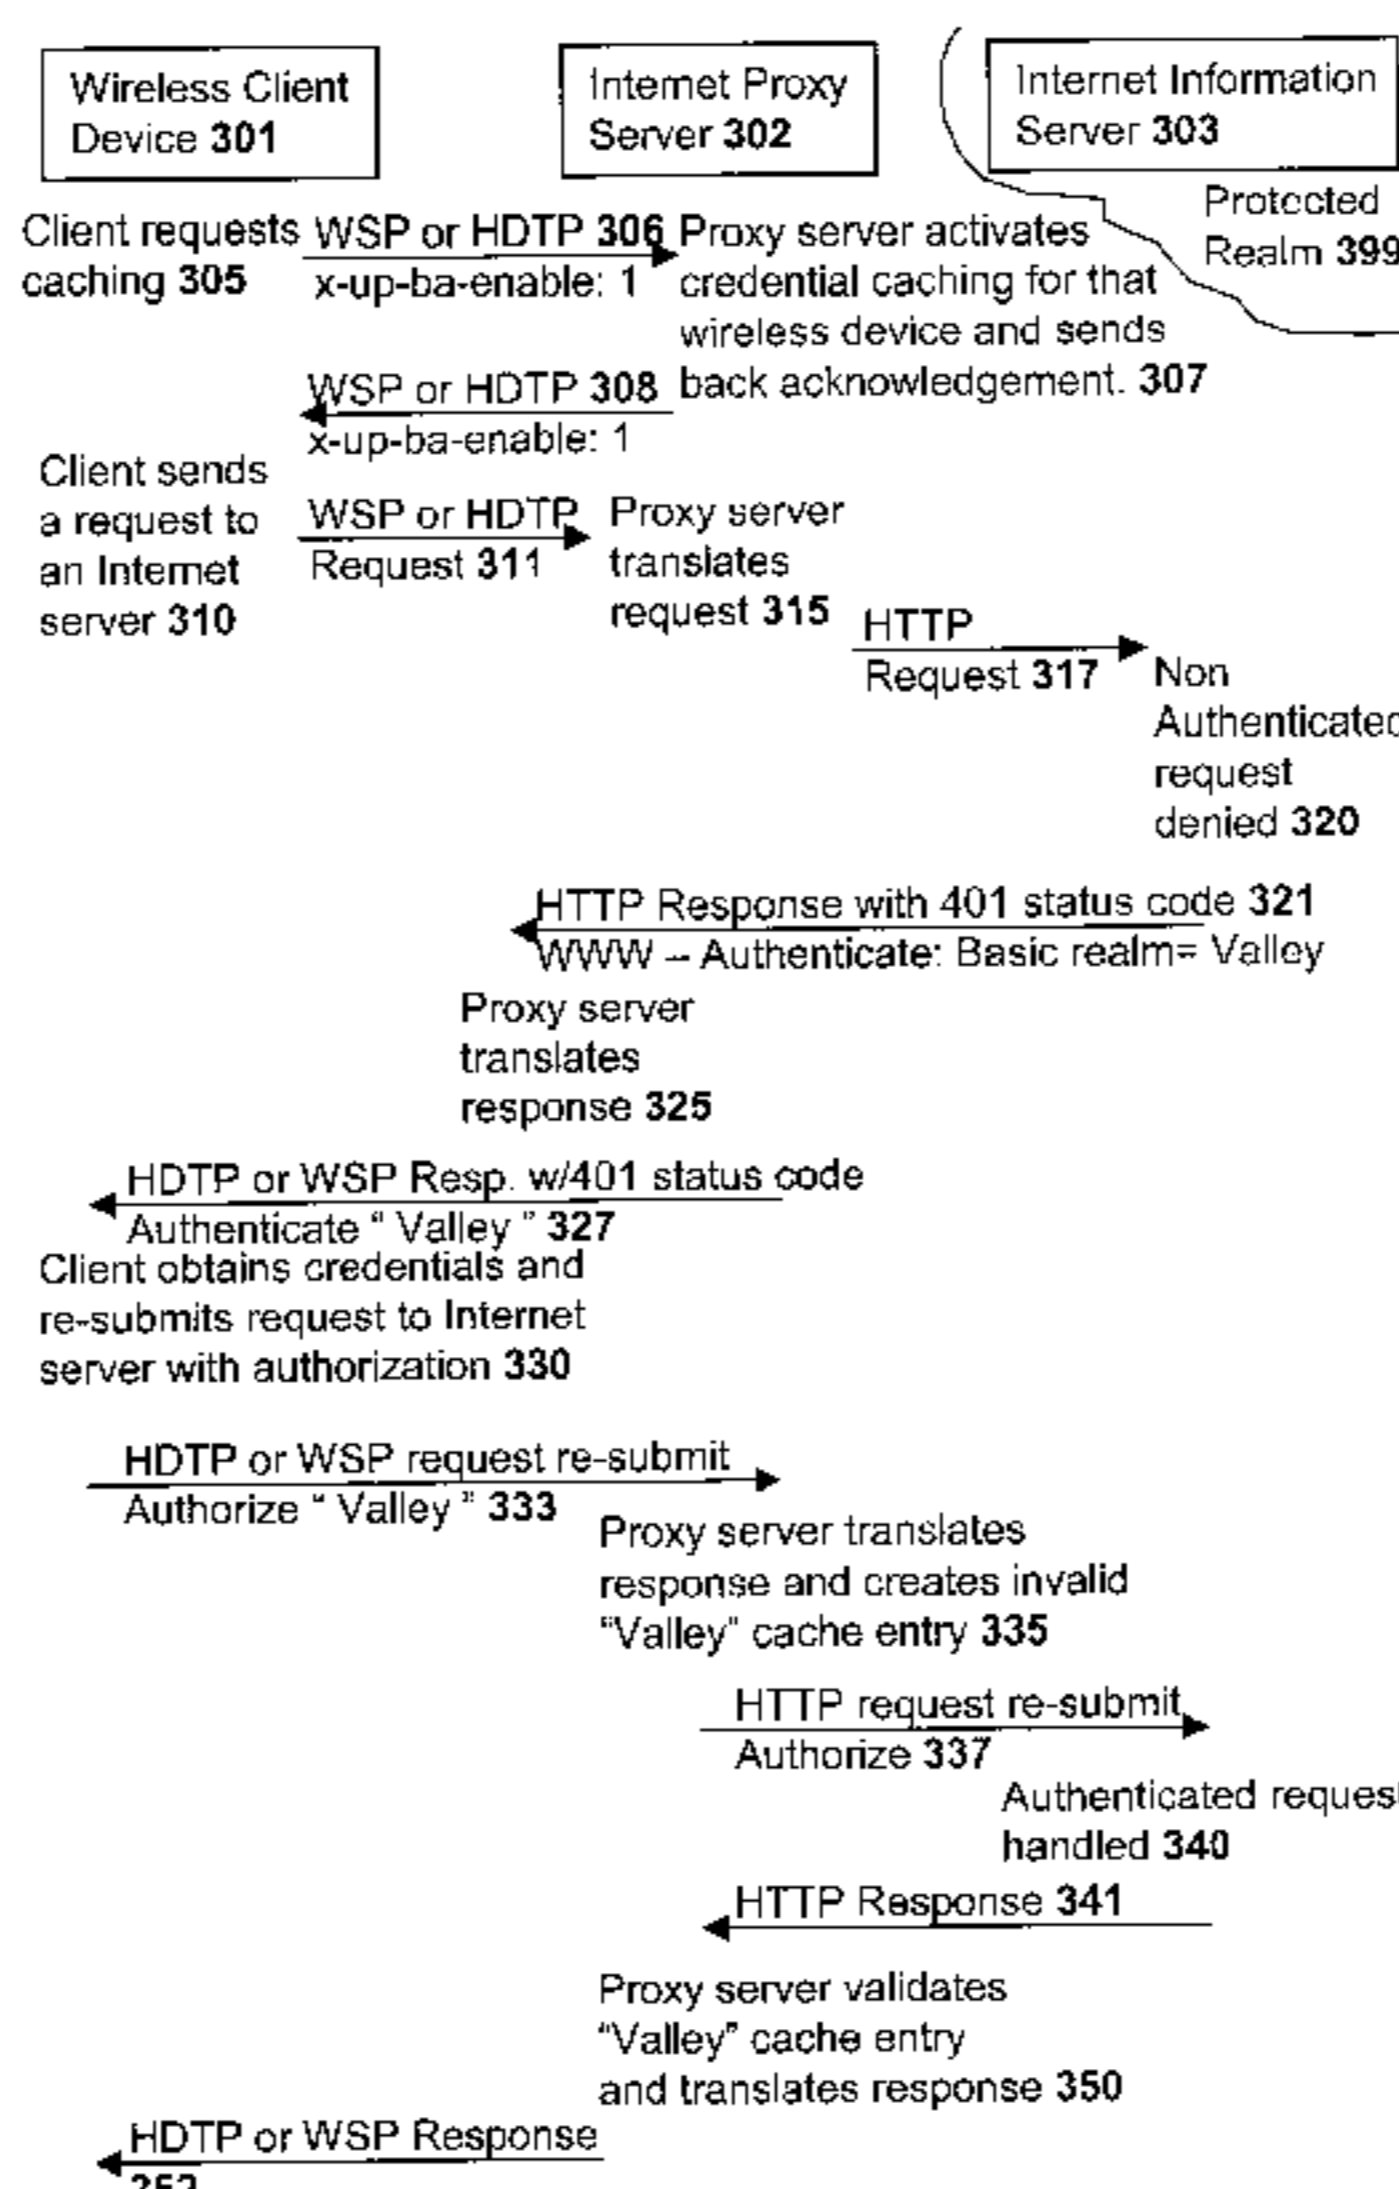 Wireless Client
Device 301
Internet Proxy
Server 302
Internet Information
Server 303
Protected
Realm 399
Client requests
caching 305
WSP or HDTP 306
x-up-ba-enable: 1
Proxy server activates
credential caching for that
wireless device and sends
back acknowledgement. 307
WSP or HDTP 308
x-up-ba-enable: 1
Client sends
a request to
an Internet
server 310
WSP or HDTP
Request 311
Proxy server
translates
request 315
HTTP
Request 317
Non
Authenticated
request
denied 320
HTTP Response with 401 status code 321
WWW – Authenticate: Basic realm= Valley
Proxy server
translates
response 325
HDTP or WSP Resp. w/401 status code
Authenticate “ Valley ” 327
Client obtains credentials and
re-submits request to Internet
server with authorization 330
HDTP or WSP request re-submit
Authorize “ Valley ” 333
Proxy server translates
response and creates invalid
“Valley” cache entry 335
HTTP request re-submit
Authorize 337
Authenticated request
handled 340
HTTP Response 341
Proxy server validates
“Valley” cache entry
and translates response 350
HDTP or WSP Response